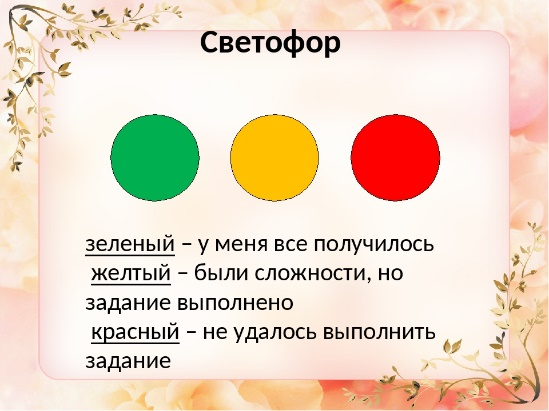 Светофор
зеленый – у меня все получилось
желтый – были сложности, но
задание выполнено
красный – не удалось выполнить
задание